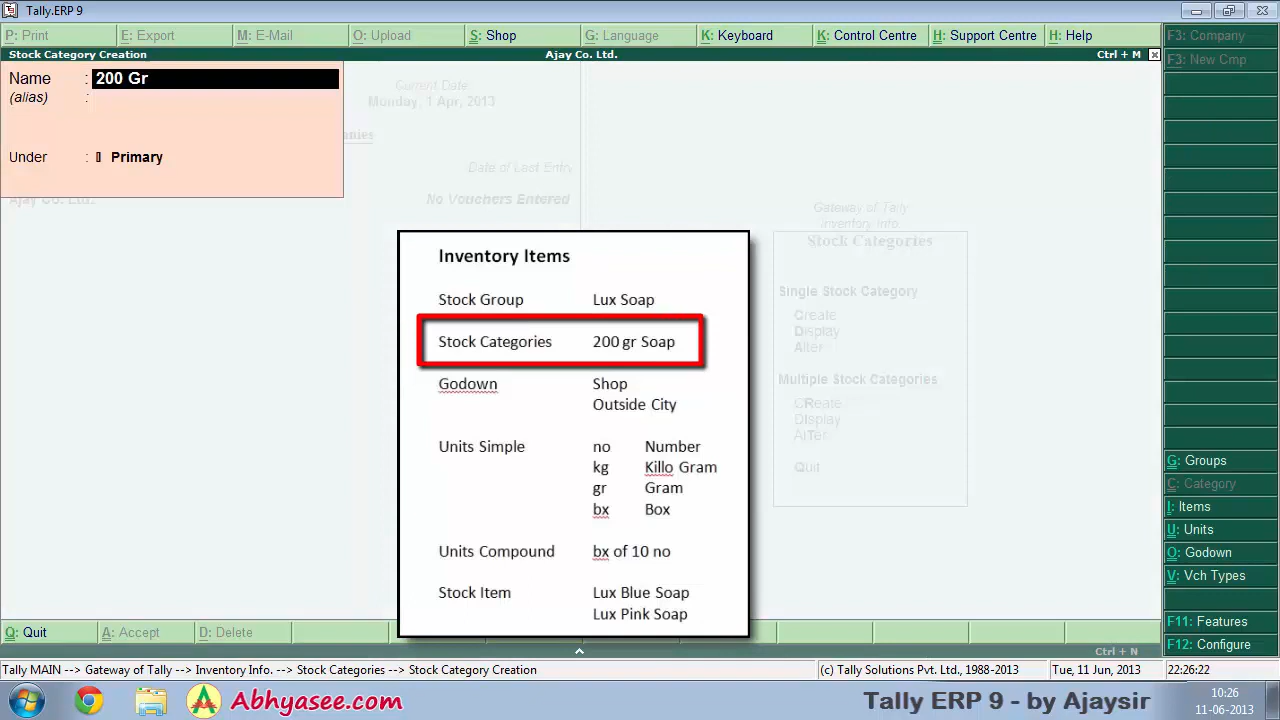 Tally.ERP 9
P: Print
E: Export
M: E-Mail
O: Upload
S: Shop
G: Language
K: Keyboard
K: Control Centre
H: Support Centre
H: Help
F3: Company
F3: New Cmp
Stock Category Creation
Ajay Co. Ltd.
Ctrl + M
Name : 200 Gr
(alias) :
Under : Primary
Current Date
Monday, 1 Apr, 2013
anies
Date of Last Entry
No Vouchers Entered
Ajay Co. Ltd.
Gateway of Tally
Inventory Info.
Stock Categories
Single Stock Category
Create
Display
Alter
Multiple Stock Categories
CReate
DIsplay
AlTer
Quit
Inventory Items
Stock Group Lux Soap
Stock Categories 200 gr Soap
Godown Shop
Outside City
Units Simple no Number
kg Killo Gram
gr Gram
bx Box
Units Compound bx of 10 no
Stock Item Lux Blue Soap
Lux Pink Soap
G: Groups
C: Category
I: Items
U: Units
O: Godown
V: Vch Types
F11: Features
F12: Configure
Q: Quit
A: Accept
D: Delete
Ctrl + N
Tally MAIN --> Gateway of Tally --> Inventory Info. --> Stock Categories --> Stock Category Creation
(c) Tally Solutions Pvt. Ltd., 1988-2013
Tue, 11 Jun, 2013
22:26:22
Abhyasee.com
Tally ERP 9 - by Ajaysir
10:26
11-06-2013